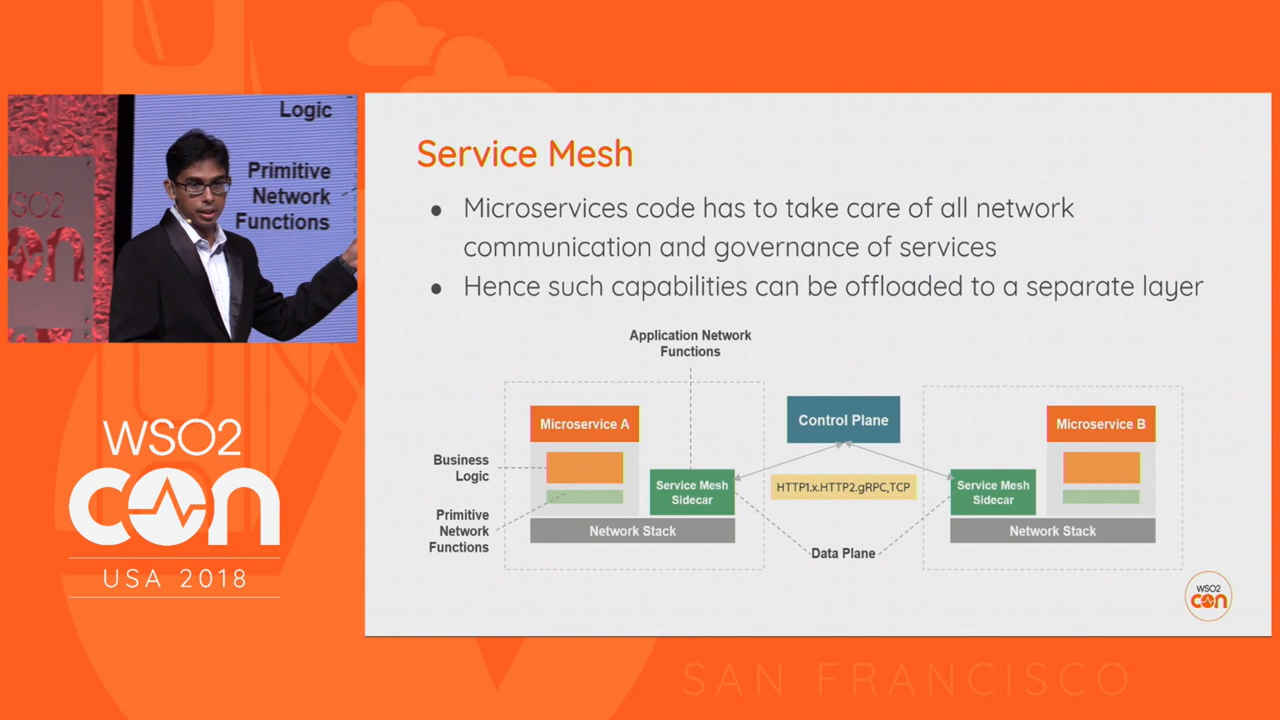 Logic
Primitive
Network
Functions
WSO2
con
WSO2
con
USA 2018
Service Mesh
● Microservices code has to take care of all network
communication and governance of services
● Hence such capabilities can be offloaded to a separate layer
Application Network
Functions
Microservice A
Control Plane
Microservice B
Business
Logic
Service Mesh
Sidecar
HTTP1.x.HTTP2.gRPC,TCP
Service Mesh
Sidecar
Primitive
Network
Functions
Network Stack
Network Stack
Data Plane
WSO2
con
SAN FRANCISCO